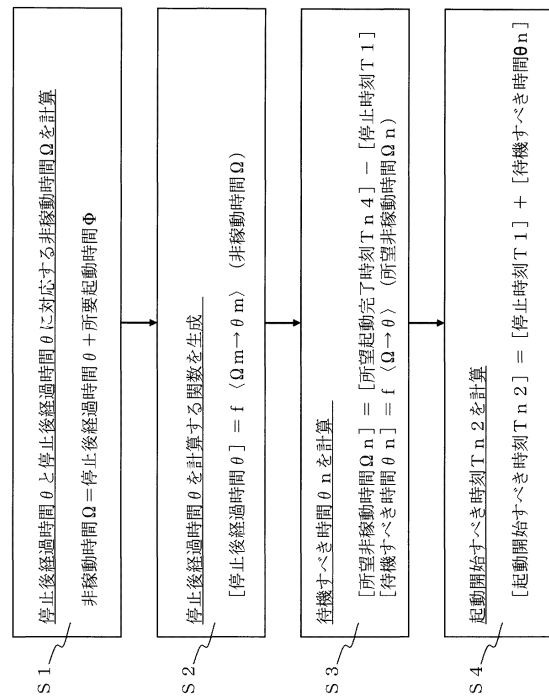 S1
停止後経過時間θと停止後経過時間θに対応する非稼動時間Ωを計算
非稼動時間Ω＝停止後経過時間θ＋所要起動時間Φ
S2
停止後経過時間θを計算する関数を生成
[停止後経過時間θ]＝f〈Ωm→θm〉（非稼動時間Ω）
S3
待機すべき時間θnを計算
[所望非稼動時間Ωn]＝[所望起動完了時刻Tn4]－[停止時刻T1]
[待機すべき時間θn]＝f〈Ω→θ〉（所望非稼動時間Ωn）
S4
起動開始すべき時刻Tn2を計算
[起動開始すべき時刻Tn2]＝[停止時刻T1]＋[待機すべき時間θn]